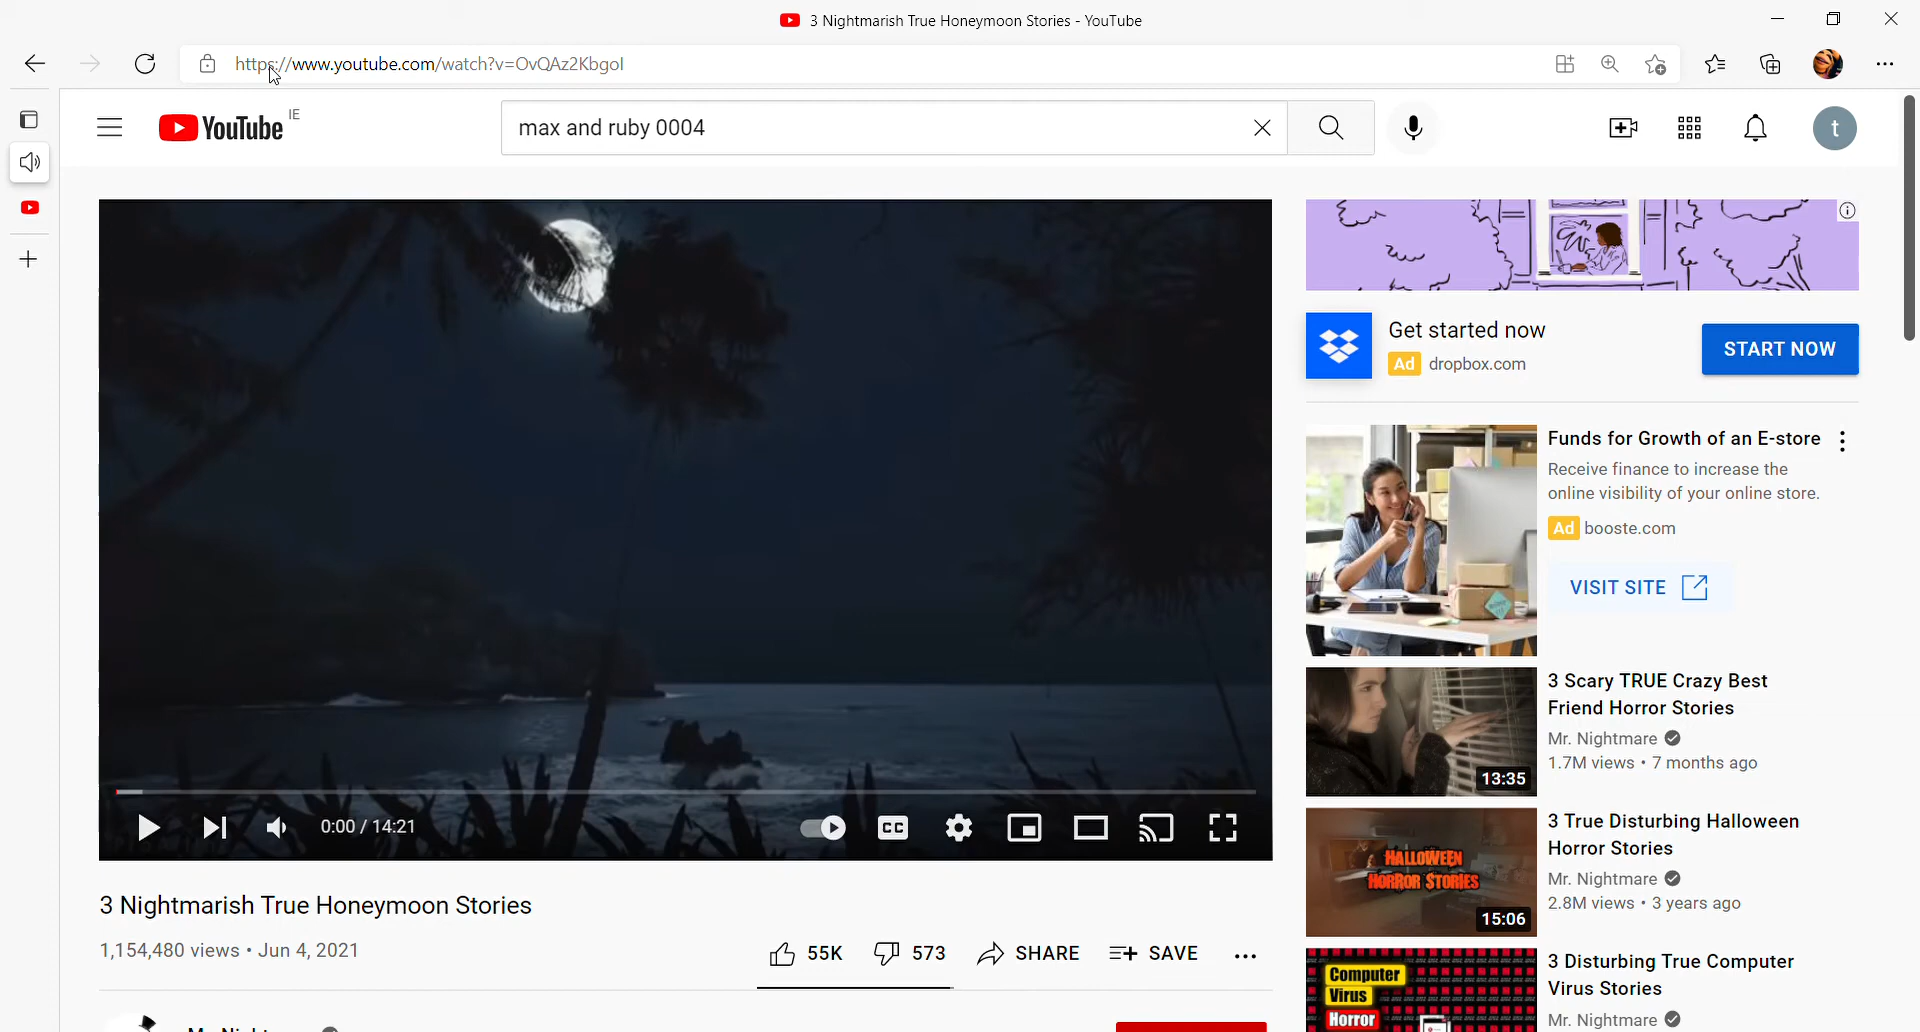 3 Nightmarish True Honeymoon Stories - YouTube
https://www.youtube.com/watch?v=OvQAz2KbgoI
YouTube IE
max and ruby 0004
t
Get started now
Ad dropbox.com
START NOW
Funds for Growth of an E-store
Receive finance to increase the
online visibility of your online store.
Ad booste.com
VISIT SITE
3 Scary TRUE Crazy Best
Friend Horror Stories
Mr. Nightmare
1.7M views • 7 months ago
13:35
HALLOWEEN
HORROR STORIES
15:06
3 True Disturbing Halloween
Horror Stories
Mr. Nightmare
2.8M views • 3 years ago
Computer
Virus
Horror
3 Disturbing True Computer
Virus Stories
Mr. Nightmare
0:00 / 14:21
CC
3 Nightmarish True Honeymoon Stories
1,154,480 views • Jun 4, 2021
55K 573 SHARE SAVE